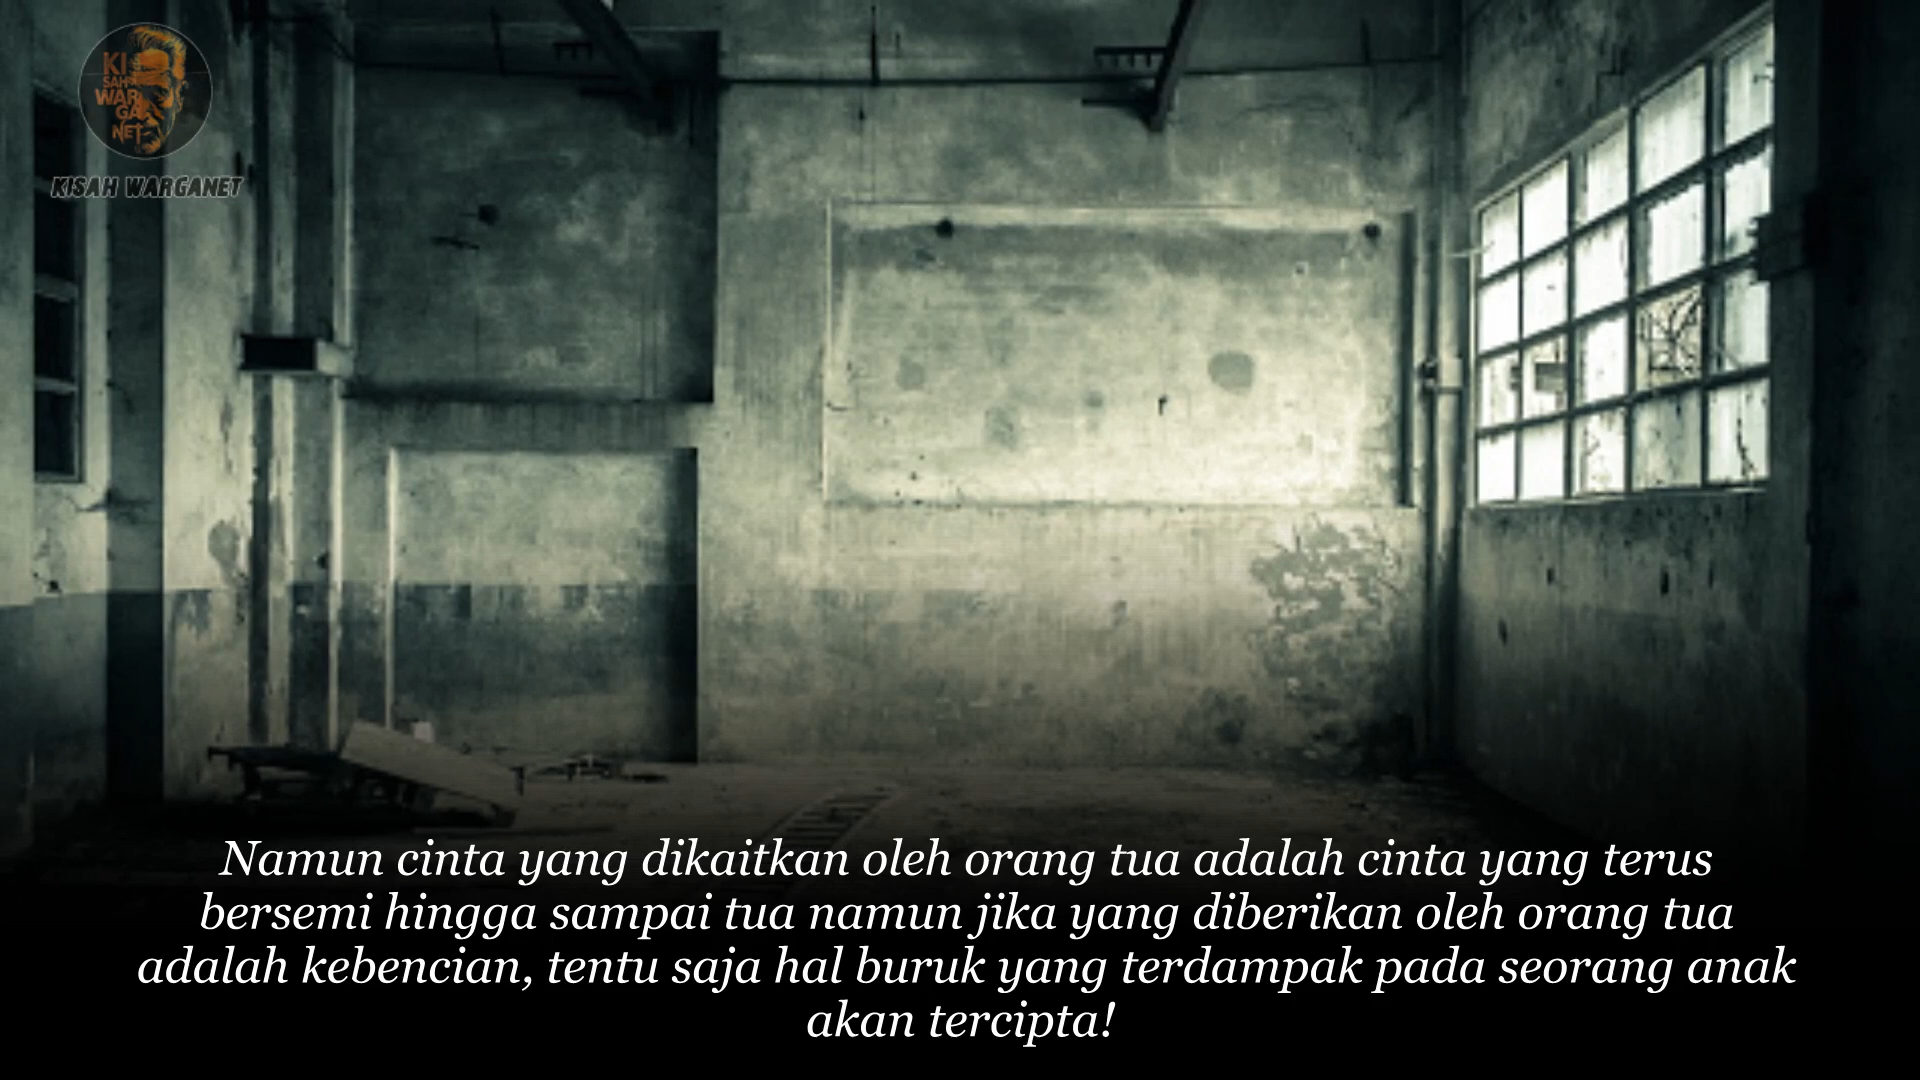 KI
SAH
WAR
GA
NET
KISAH WARGANET
Namun cinta yang dikaitkan oleh orang tua adalah cinta yang terus
bersemi hingga sampai tua namun jika yang diberikan oleh orang tua
adalah kebencian, tentu saja hal buruk yang terdampak pada seorang anak
akan tercipta!